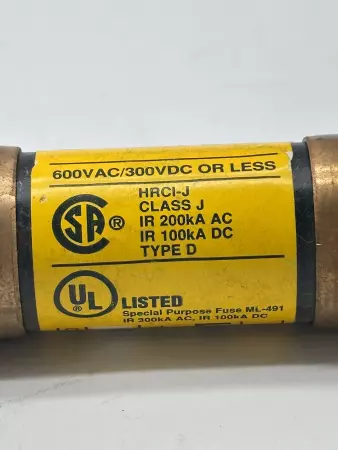 600VAC/300VDC OR LESS
HRCI-J
CLASS J
IR 200kA AC
IR 100kA DC
TYPE D
SA ®
UL ®
LISTED
Special Purpose Fuse ML-491
IR 300kA AC, IR 100kA DC